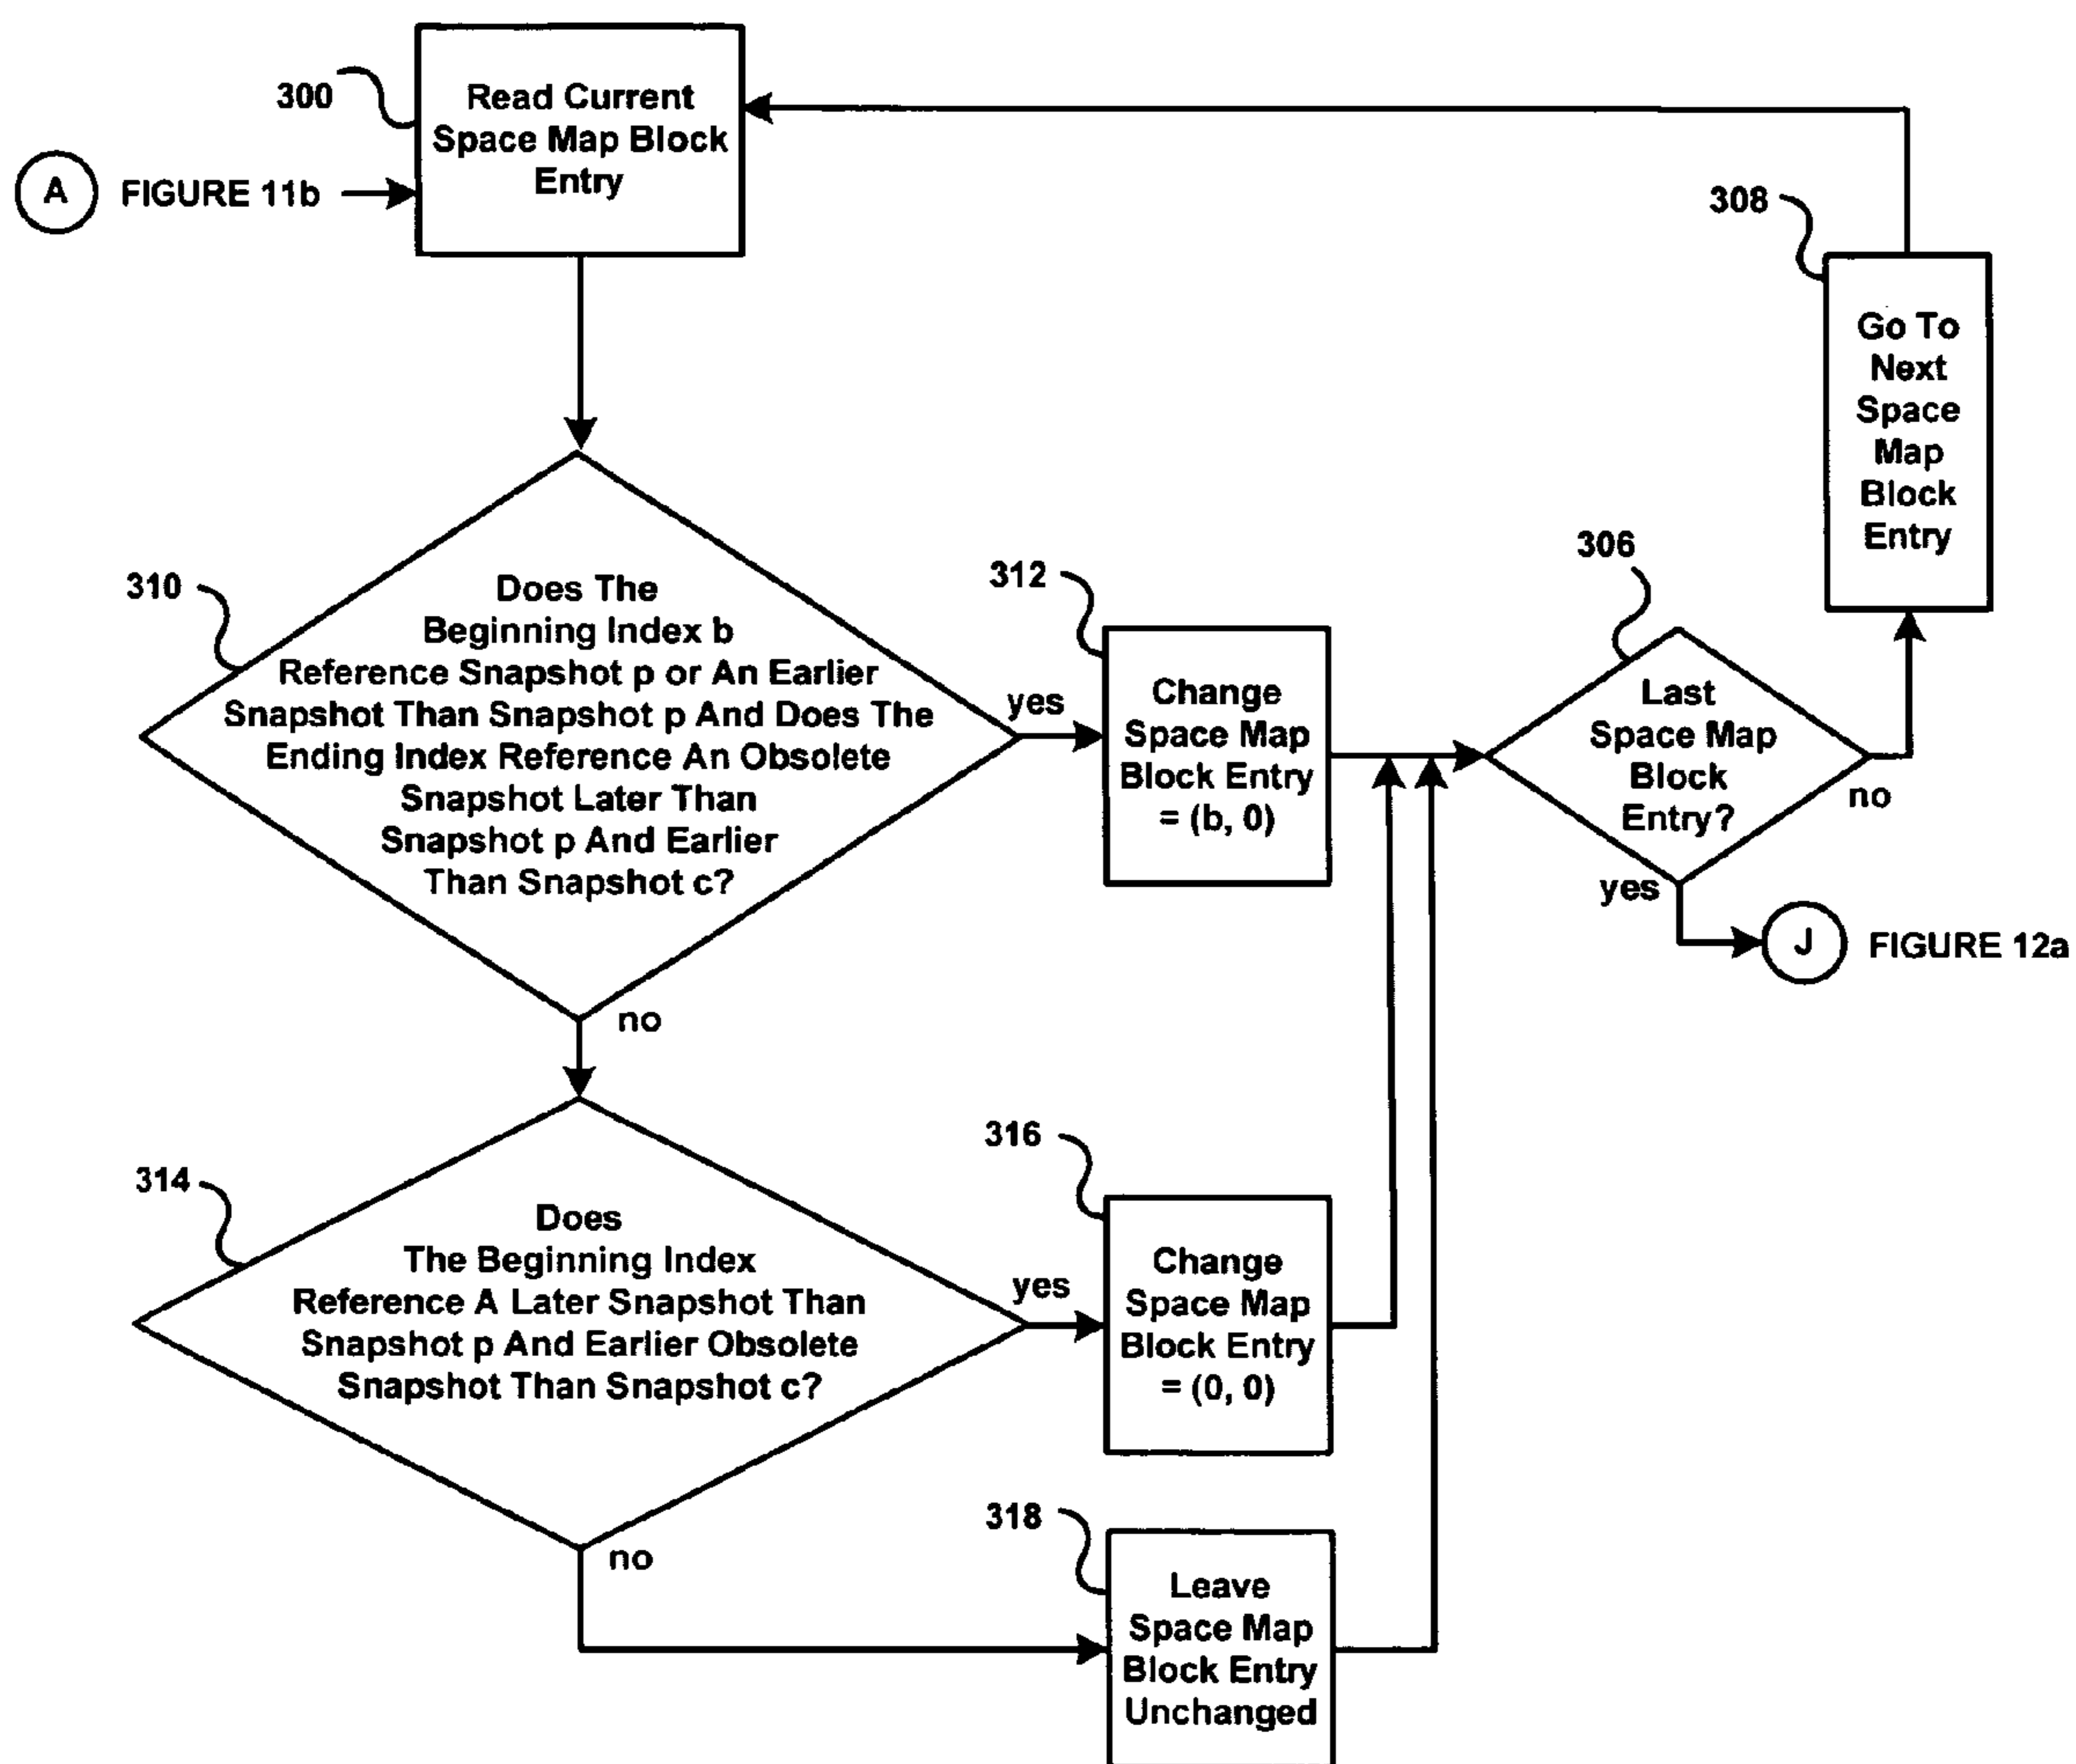 300
Read Current
Space Map Block
Entry
A
FIGURE 11b
308
Go To
Next
Space
Map
Block
Entry
310
Does The
Beginning Index b
Reference Snapshot p or An Earlier
Snapshot Than Snapshot p And Does The
Ending Index Reference An Obsolete
Snapshot Later Than
Snapshot p And Earlier
Than Snapshot c?
yes
no
312
Change
Space Map
Block Entry
= (b, 0)
306
Last
Space Map
Block
Entry?
no
yes
J
FIGURE 12a
314
Does
The Beginning Index
Reference A Later Snapshot Than
Snapshot p And Earlier Obsolete
Snapshot Than Snapshot c?
yes
no
316
Change
Space Map
Block Entry
= (0, 0)
318
Leave
Space Map
Block Entry
Unchanged